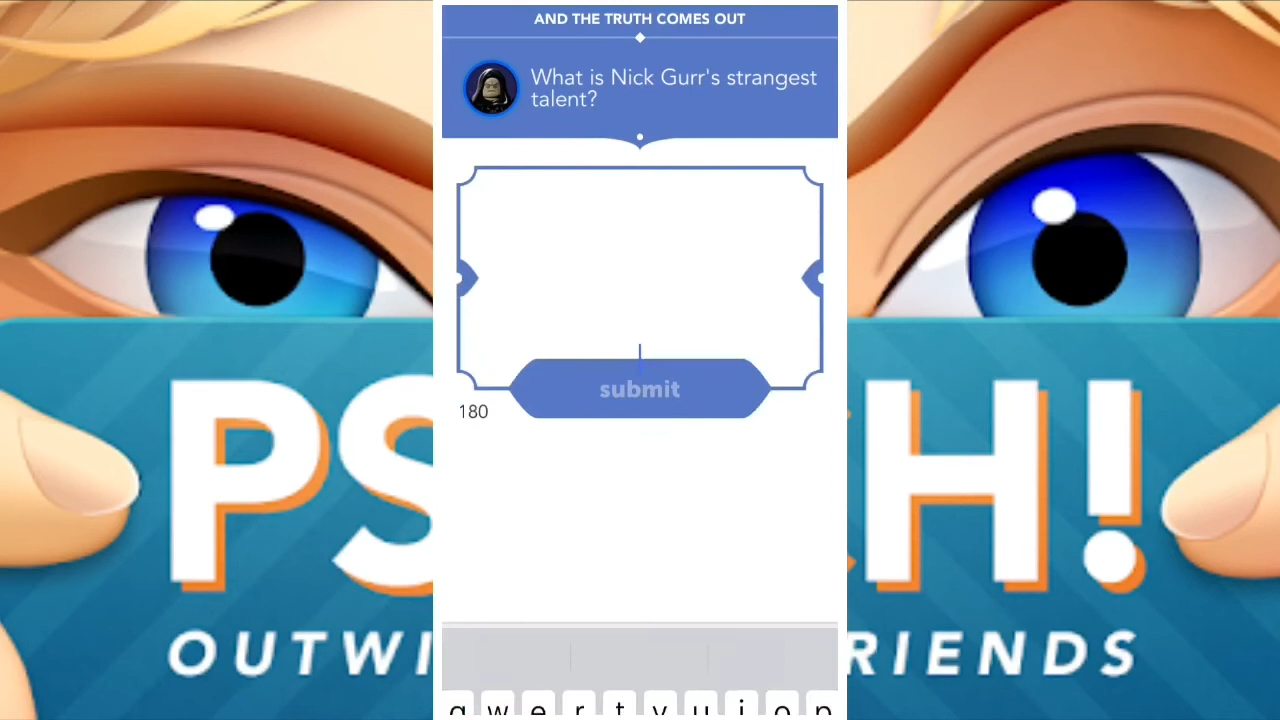 AND THE TRUTH COMES OUT
What is Nick Gurr's strangest
talent?
submit
180
PS H!
OUTWI RIENDS
q w e r t y u i o p